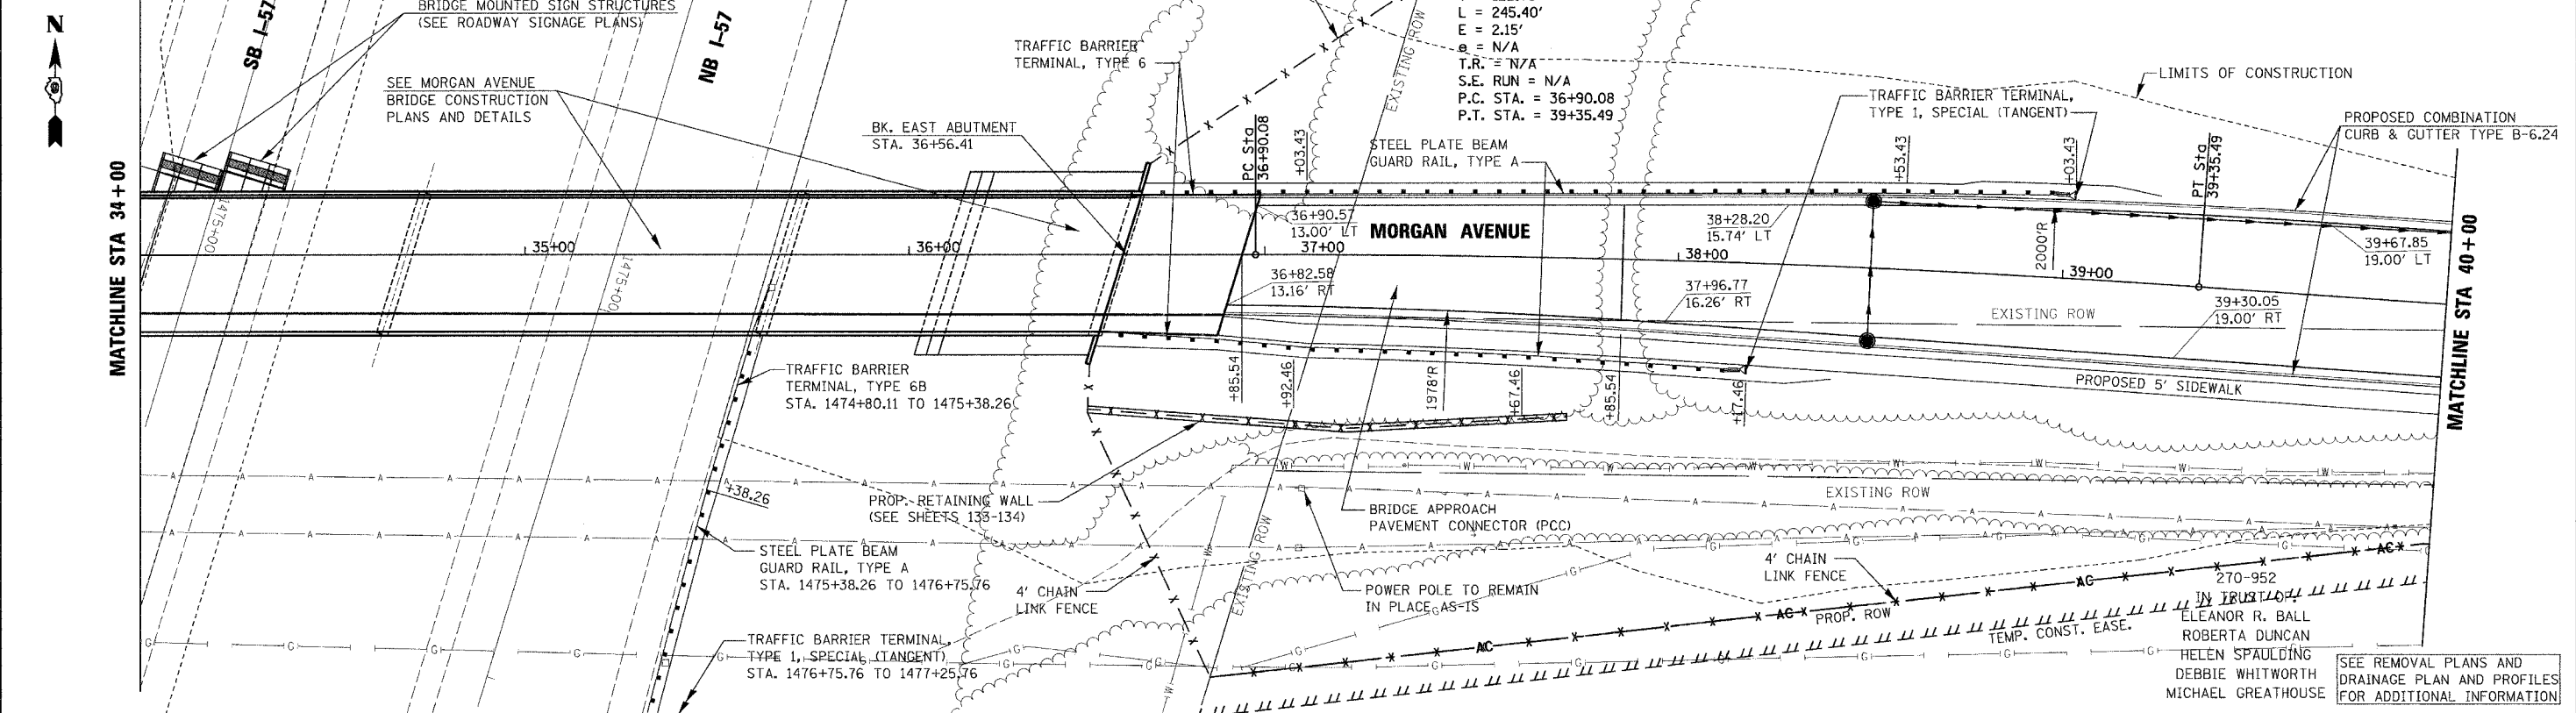 N
BRIDGE MOUNTED SIGN STRUCTURES
(SEE ROADWAY SIGNAGE PLANS)
SB I-57
NB I-57
SEE MORGAN AVENUE
BRIDGE CONSTRUCTION
PLANS AND DETAILS
TRAFFIC BARRIER
TERMINAL, TYPE 6
BK. EAST ABUTMENT
STA. 36+56.41
EXISTING ROW
L = 245.40'
E = 2.15'
e = N/A
T.R. = N/A
S.E. RUN = N/A
P.C. STA. = 36+90.08
P.T. STA. = 39+35.49
STEEL PLATE BEAM
GUARD RAIL, TYPE A
LIMITS OF CONSTRUCTION
TRAFFIC BARRIER TERMINAL,
TYPE 1, SPECIAL (TANGENT)
PROPOSED COMBINATION
CURB & GUTTER TYPE B-6.24
MATCHLINE STA 34+00
PC Sta
36+90.08
+03.43
+53.43
+03.43
PT Sta
39+35.49
1475+00
1475+00
35+00
36+00
37+00
38+00
39+00
36+90.57
13.00' LT
MORGAN AVENUE
38+28.20
15.74' LT
2000'R
39+67.85
19.00' LT
36+82.58
13.16' RT
37+96.77
16.26' RT
EXISTING ROW
39+30.05
19.00' RT
MATCHLINE STA 40+00
+85.54
+92.46
1978'R
+67.46
+85.54
+17.46
PROPOSED 5' SIDEWALK
TRAFFIC BARRIER
TERMINAL, TYPE 6B
STA. 1474+80.11 TO 1475+38.26
+38.26
PROP. RETAINING WALL
(SEE SHEETS 133-134)
EXISTING ROW
BRIDGE APPROACH
PAVEMENT CONNECTOR (PCC)
EXISTING ROW
STEEL PLATE BEAM
GUARD RAIL, TYPE A
STA. 1475+38.26 TO 1476+75.76
4' CHAIN
LINK FENCE
POWER POLE TO REMAIN
IN PLACE AS-IS
4' CHAIN
LINK FENCE
PROP. ROW
TEMP. CONST. EASE.
TRAFFIC BARRIER TERMINAL,
TYPE 1, SPECIAL (TANGENT)
STA. 1476+75.76 TO 1477+25.76
270-952
IN TRUST OF:
ELEANOR R. BALL
ROBERTA DUNCAN
HELEN SPAULDING
DEBBIE WHITWORTH
MICHAEL GREATHOUSE
SEE REMOVAL PLANS AND
DRAINAGE PLAN AND PROFILES
FOR ADDITIONAL INFORMATION